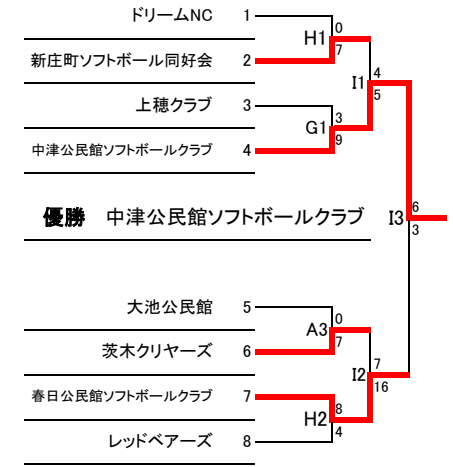 ドリームNC 1
0
H1
7
新庄町ソフトボール同好会 2
4
I1
5
上穂クラブ 3
3
G1
9
中津公民館ソフトボールクラブ 4
優勝 中津公民館ソフトボールクラブ
6
I3
3
大池公民館 5
0
A3
7
茨木クリヤーズ 6
7
I2
16
春日公民館ソフトボールクラブ 7
8
H2
4
レッドベアーズ 8